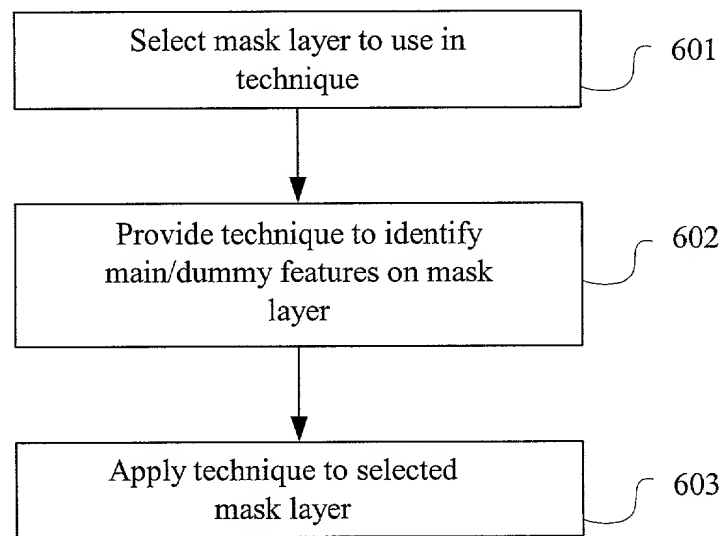 Select mask layer to use in
technique
601
Provide technique to identify
main/dummy features on mask
layer
602
Apply technique to selected
mask layer
603